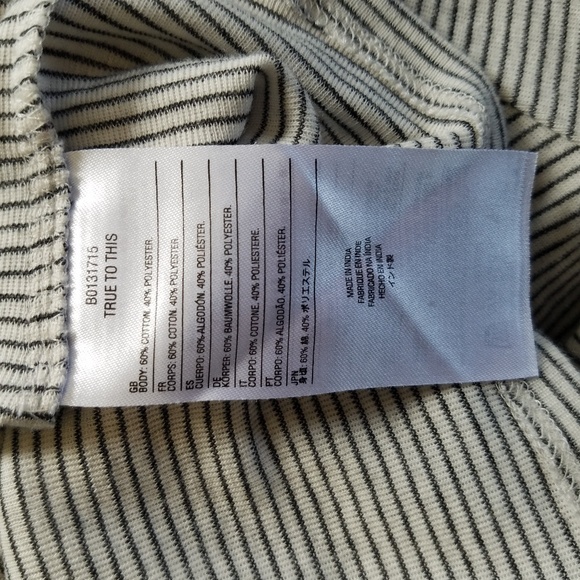 B0131715
TRUE TO THIS
GB
BODY: 60% COTTON, 40% POLYESTER.
FR
CORPS: 60% COTON, 40% POLYESTER.
ES
CUERPO: 60% ALGODÓN, 40% POLIÉSTER.
DE
KÖRPER: 60% BAUMWOLLE, 40% POLYESTER.
IT
CORPO: 60% COTONE, 40% POLIESTERE.
PT
CORPO: 60% ALGODÃO, 40% POLIÉSTER.
JPN
身頃: 60% 綿, 40% ポリエステル
MADE IN INDIA
FABRIQUE EN INDE
FABRICADO NA ÍNDIA
HECHO EN INDIA
インド製